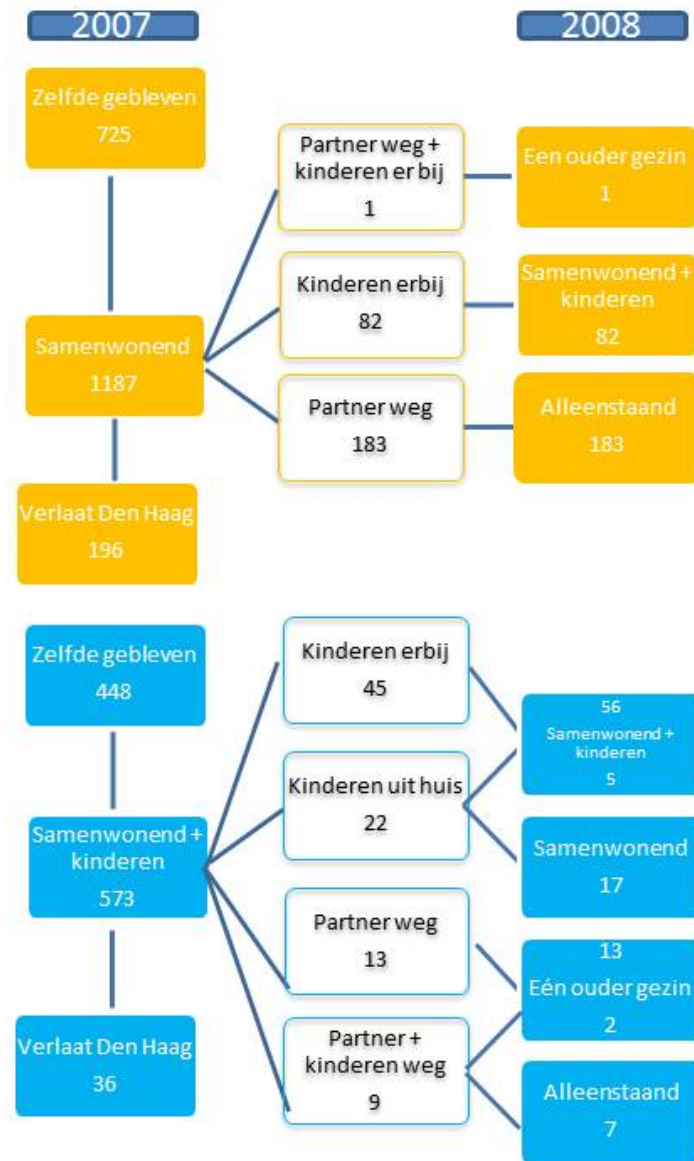 2007
2008
Zelfde gebleven
725
Partner weg +
kinderen er bij
1
Een ouder gezin
1
Kinderen erbij
82
Samenwonend +
kinderen
82
Samenwonend
1187
Partner weg
183
Alleenstaand
183
Verlaat Den Haag
196
Zelfde gebleven
448
Kinderen erbij
45
56
Samenwonend +
kinderen
5
Kinderen uit huis
22
Samenwonend +
kinderen
573
Samenwonend
17
Partner weg
13
13
Eén ouder gezin
2
Verlaat Den Haag
36
Partner +
kinderen weg
9
Alleenstaand
7